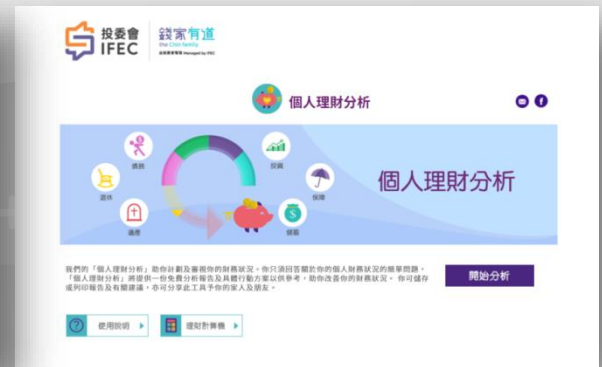 投委會
IFEC
錢家有道
the Chin family
個人理財分析
債務
投資
退休
保障
遺產
儲蓄
個人理財分析
我們的「個人理財分析」助你計劃及審視你的財務狀況。你只須回答關於你的個人財務狀況的簡單問題，
「個人理財分析」將提供一份免費分析報告及具體行動方案以供參考，助你改善你的財務狀況。 你可儲存
或列印報告及有關建議，亦可分享此工具予你的家人及朋友。
開始分析
使用說明
理財計算機